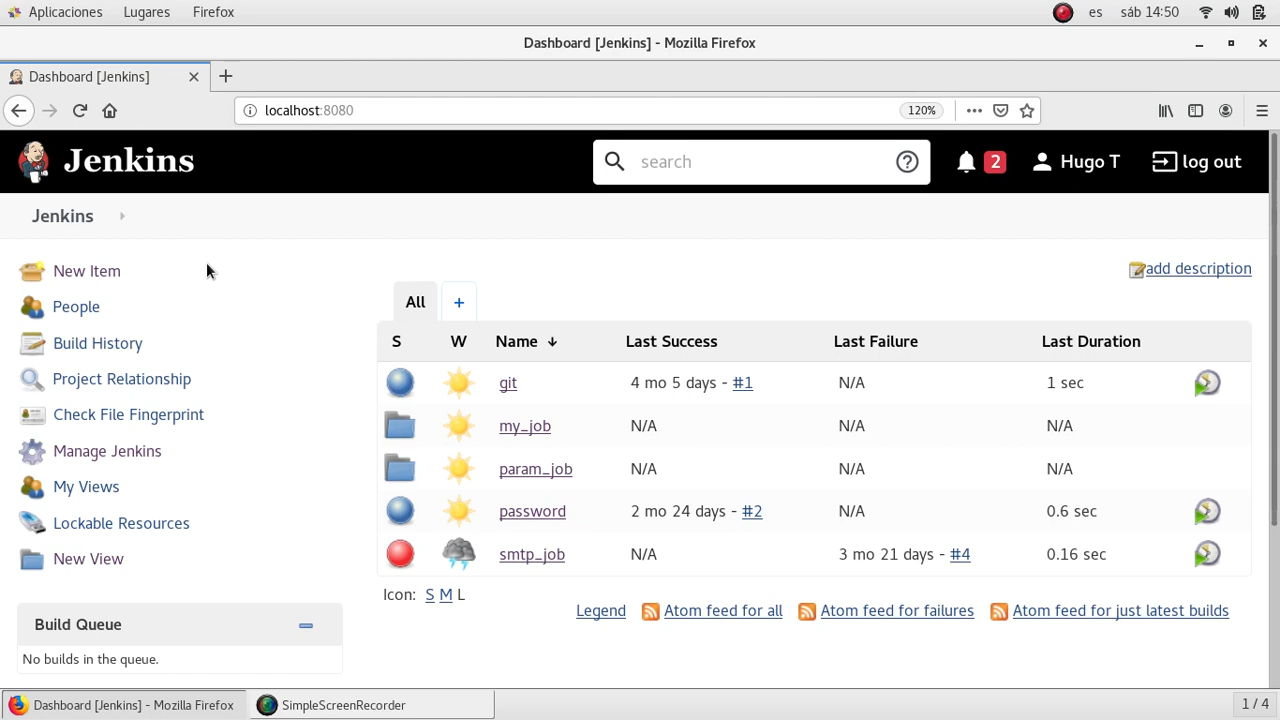 Aplicaciones Lugares Firefox es sáb 14:50
Dashboard [Jenkins] - Mozilla Firefox
Dashboard [Jenkins]
localhost:8080 120%
Jenkins search 2 Hugo T log out
Jenkins
New Item
People
Build History
Project Relationship
Check File Fingerprint
Manage Jenkins
My Views
Lockable Resources
New View
Build Queue
No builds in the queue.
add description
All +
S W Name ↓ Last Success Last Failure Last Duration
git 4 mo 5 days - #1 N/A 1 sec
my_job N/A N/A N/A
param_job N/A N/A N/A
password 2 mo 24 days - #2 N/A 0.6 sec
smtp_job N/A 3 mo 21 days - #4 0.16 sec
Icon: S M L
Legend Atom feed for all Atom feed for failures Atom feed for just latest builds
Dashboard [Jenkins] - Mozilla Firefox SimpleScreenRecorder 1 / 4